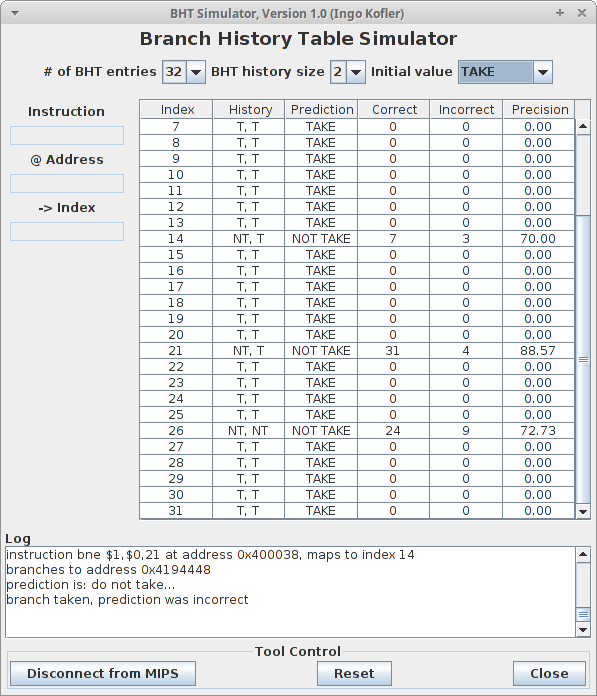 BHT Simulator, Version 1.0 (Ingo Kofler)
Branch History Table Simulator
# of BHT entries 32 BHT history size 2 Initial value TAKE
Instruction
@ Address
-> Index
Index History Prediction Correct Incorrect Precision
7 T, T TAKE 0 0 0.00
8 T, T TAKE 0 0 0.00
9 T, T TAKE 0 0 0.00
10 T, T TAKE 0 0 0.00
11 T, T TAKE 0 0 0.00
12 T, T TAKE 0 0 0.00
13 T, T TAKE 0 0 0.00
14 NT, T NOT TAKE 7 3 70.00
15 T, T TAKE 0 0 0.00
16 T, T TAKE 0 0 0.00
17 T, T TAKE 0 0 0.00
18 T, T TAKE 0 0 0.00
19 T, T TAKE 0 0 0.00
20 T, T TAKE 0 0 0.00
21 NT, T NOT TAKE 31 4 88.57
22 T, T TAKE 0 0 0.00
23 T, T TAKE 0 0 0.00
24 T, T TAKE 0 0 0.00
25 T, T TAKE 0 0 0.00
26 NT, NT NOT TAKE 24 9 72.73
27 T, T TAKE 0 0 0.00
28 T, T TAKE 0 0 0.00
29 T, T TAKE 0 0 0.00
30 T, T TAKE 0 0 0.00
31 T, T TAKE 0 0 0.00
Log
instruction bne $1,$0,21 at address 0x400038, maps to index 14
branches to address 0x4194448
prediction is: do not take...
branch taken, prediction was incorrect
Tool Control
Disconnect from MIPS Reset Close